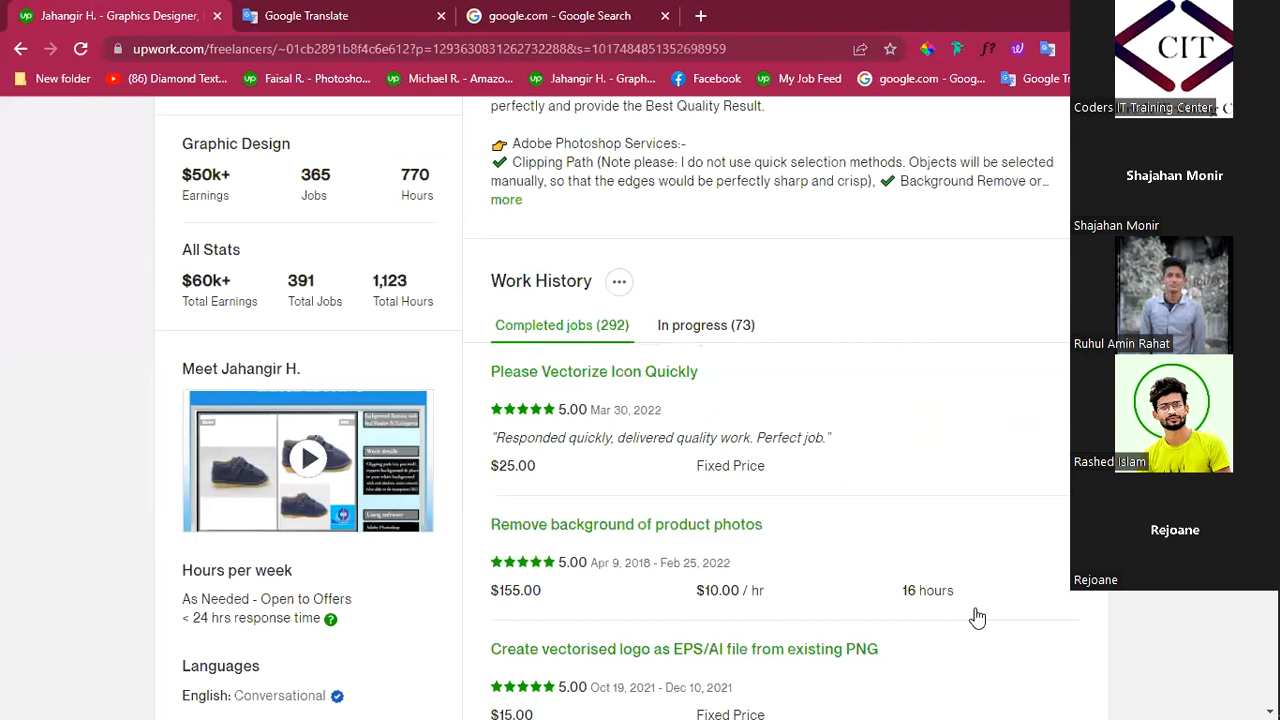 Jahangir H. - Graphics Designer,
Google Translate
google.com - Google Search
upwork.com/freelancers/~01cb2891b8f4c6e612?p=1293630831262732288&s=1017484851352698959
New folder
(86) Diamond Text...
Faisal R. - Photosho...
Michael R. - Amazo...
Jahangir H. - Graph...
Facebook
My Job Feed
google.com - Goog...
Google Tr
perfectly and provide the Best Quality Result.
👉 Adobe Photoshop Services:-
✔ Clipping Path (Note please: I do not use quick selection methods. Objects will be selected
manually, so that the edges would be perfectly sharp and crisp), ✔ Background Remove or...
more
Graphic Design
$50k+ 365 770
Earnings Jobs Hours
All Stats
$60k+ 391 1,123
Total Earnings Total Jobs Total Hours
Meet Jahangir H.
Hours per week
As Needed - Open to Offers
< 24 hrs response time
Languages
English: Conversational
Work History
Completed jobs (292) In progress (73)
Please Vectorize Icon Quickly
5.00 Mar 30, 2022
"Responded quickly, delivered quality work. Perfect job."
$25.00 Fixed Price
Remove background of product photos
5.00 Apr 9, 2018 - Feb 25, 2022
$155.00 $10.00 / hr 16 hours
Create vectorised logo as EPS/AI file from existing PNG
5.00 Oct 19, 2021 - Dec 10, 2021
$15.00 Fixed Price
CIT
Coders IT Training Center
Shajahan Monir
Shajahan Monir
Ruhul Amin Rahat
Rashed Islam
Rejoane
Rejoane